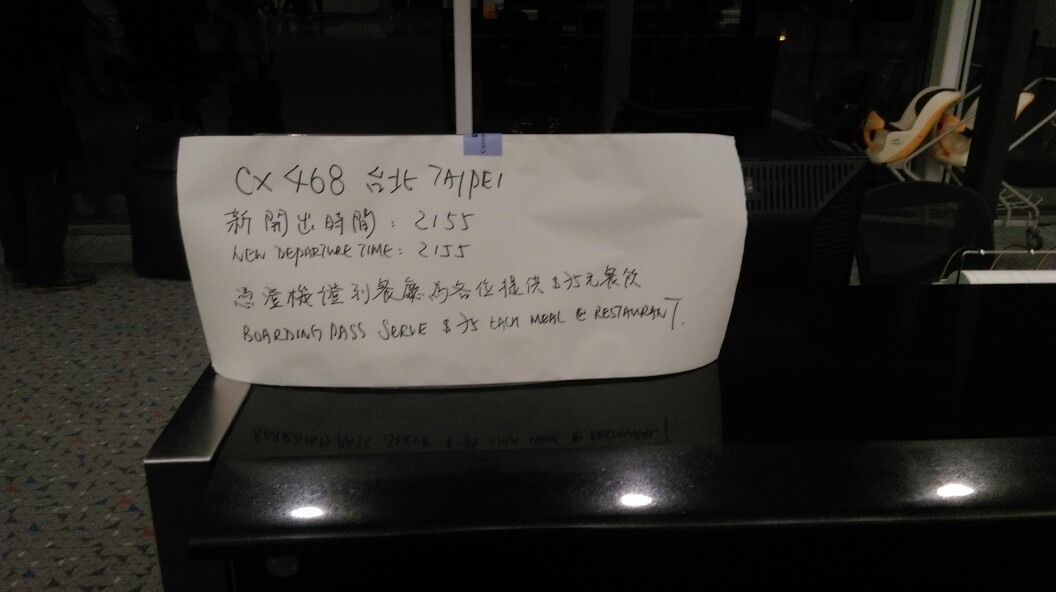 CX 468 台北 TAIPEI
新開出時間: 2155
NEW DEPARTURE TIME: 2155
憑登機證到餐廳為各位提供$75元餐飲
BOARDING PASS SERVE $75 EACH MEAL @ RESTAURANT.